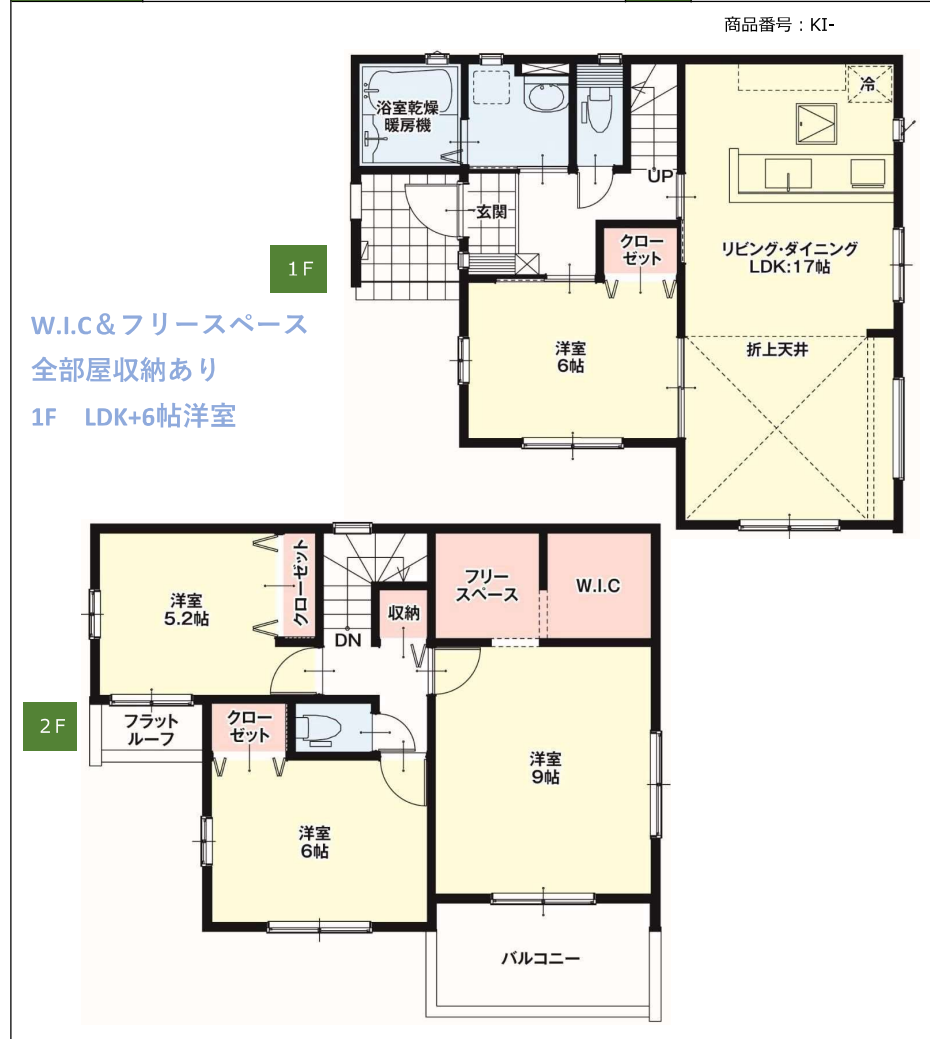 商品番号：KI-
冷
浴室乾燥
暖房機
UP
玄関
クロー
ゼット
リビング・ダイニング
LDK:17帖
1F
W.I.C＆フリースペース
全部屋収納あり
1F　LDK+6帖洋室
洋室
6帖
折上天井
クローゼット
フリー
スペース
W.I.C
洋室
5.2帖
収納
DN
2F
フラット
ルーフ
クロー
ゼット
洋室
9帖
洋室
6帖
バルコニー